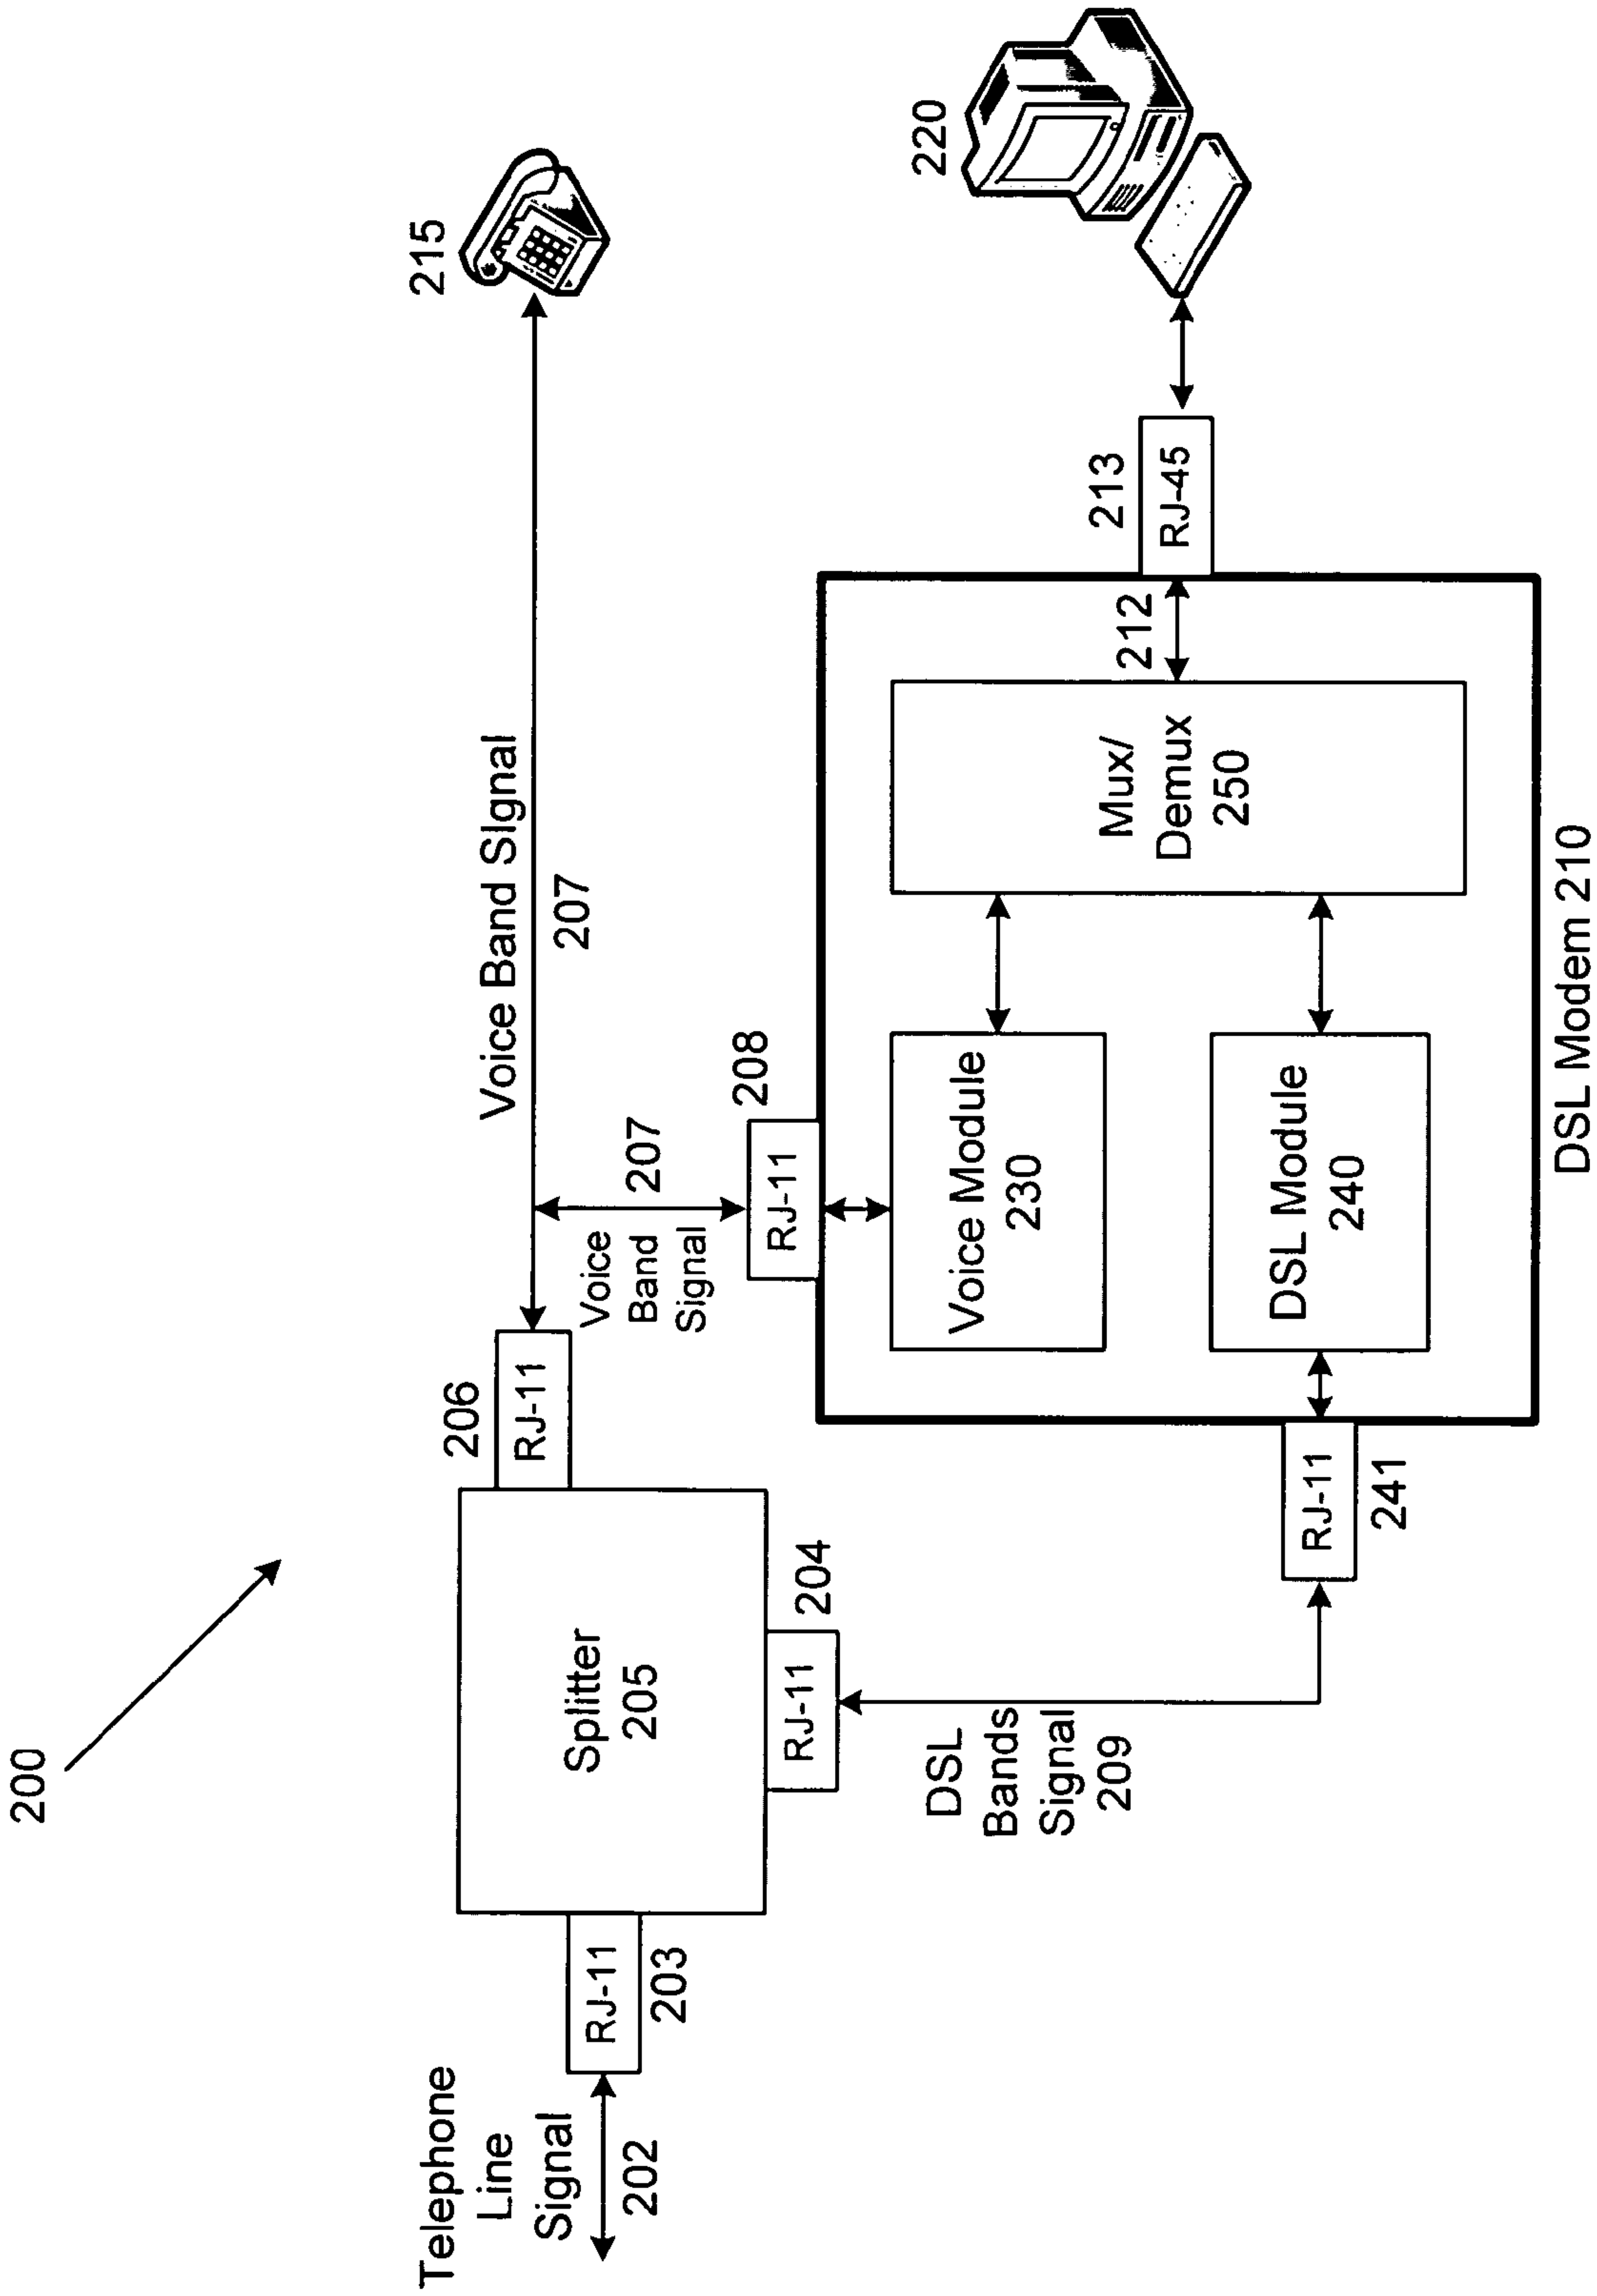 200
Telephone
Line
Signal
202
RJ-11
203
Splitter
205
RJ-11
204
RJ-11
206
Voice Band SIgnal
207
215
Voice
Band
Signal
207
RJ-11
208
DSL
Bands
Signal
209
RJ-11
241
Voice Module
230
DSL Module
240
Mux/
Demux
250
212
RJ-45
213
220
DSL Modem 210